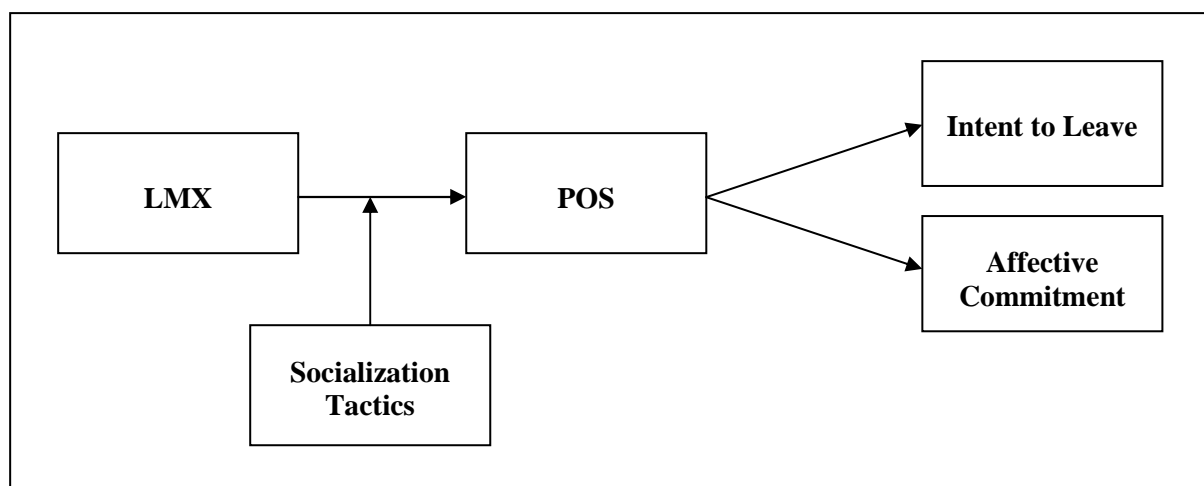 Intent to Leave
LMX
POS
Affective
Commitment
Socialization
Tactics